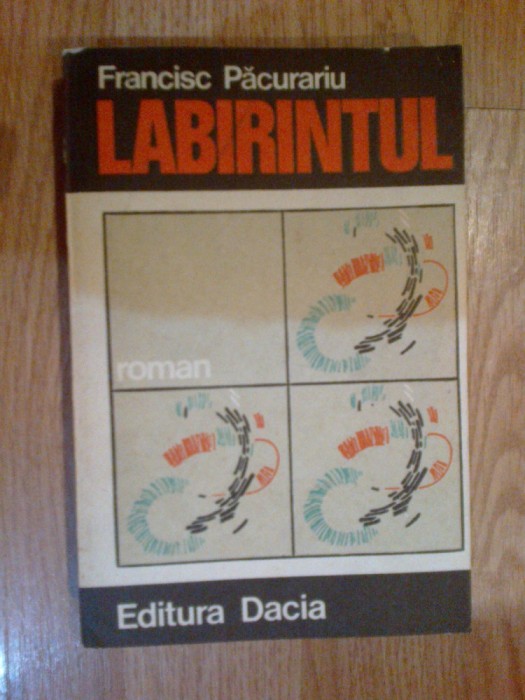 Francisc Păcurariu
LABIRINTUL
roman
Editura Dacia